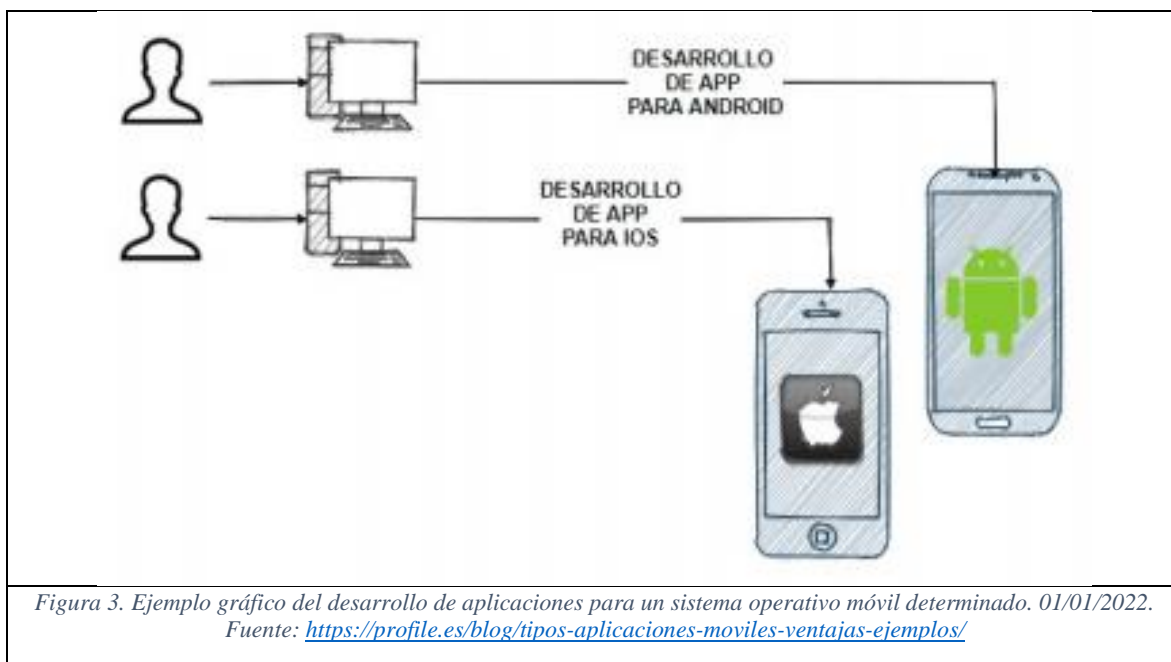 DESARROLLO
DE APP
PARA ANDROID
DESARROLLO
DE APP
PARA IOS
Figura 3. Ejemplo gráfico del desarrollo de aplicaciones para un sistema operativo móvil determinado. 01/01/2022.
Fuente: https://profile.es/blog/tipos-aplicaciones-moviles-ventajas-ejemplos/